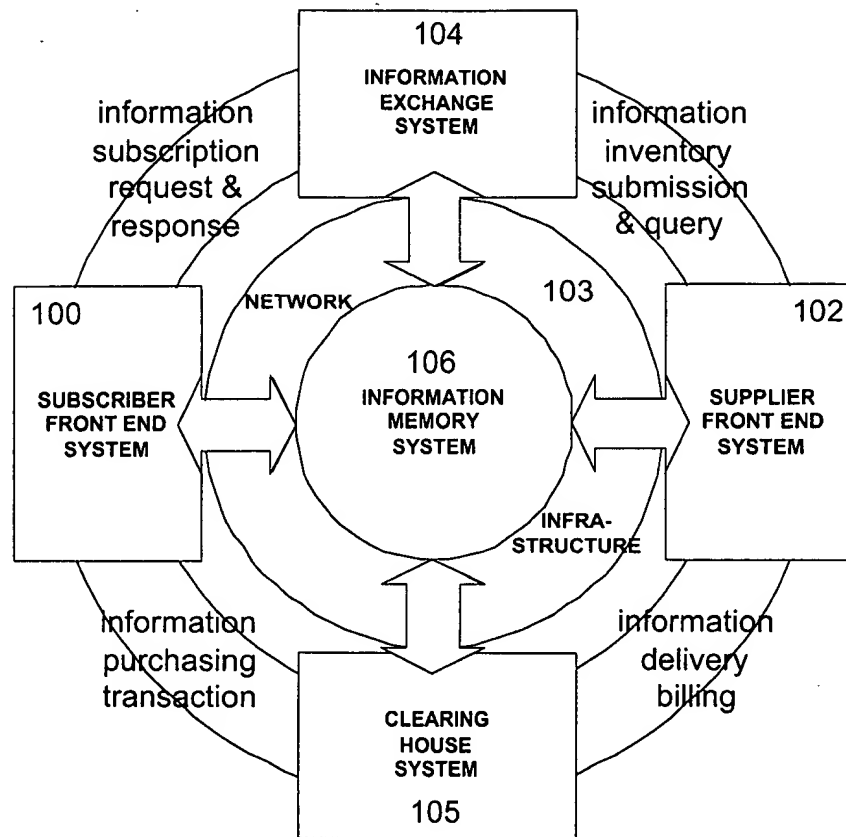 104
INFORMATION
EXCHANGE
SYSTEM
information
subscription
request &
response
information
inventory
submission
& query
100
SUBSCRIBER
FRONT END
SYSTEM
NETWORK
103
106
INFORMATION
MEMORY
SYSTEM
102
SUPPLIER
FRONT END
SYSTEM
INFRA-
STRUCTURE
information
purchasing
transaction
information
delivery
billing
CLEARING
HOUSE
SYSTEM
105